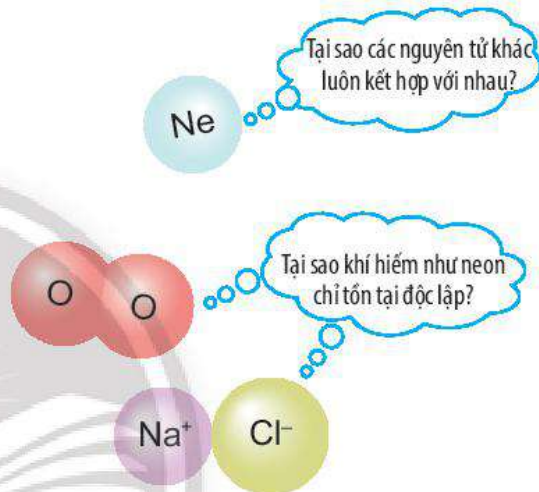 Tại sao các nguyên tử khác
luôn kết hợp với nhau?
Ne
O
O
Tại sao khí hiếm như neon
chỉ tồn tại độc lập?
Na⁺
Cl⁻